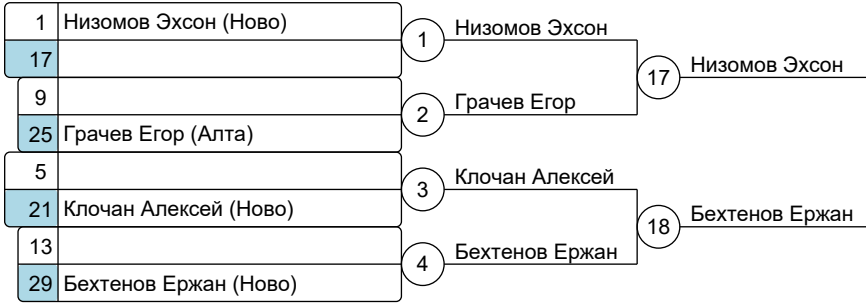 1 Низомов Эхсон (Ново)
17
1 Низомов Эхсон
9
25 Грачев Егор (Алта)
2 Грачев Егор
17 Низомов Эхсон
5
21 Клочан Алексей (Ново)
3 Клочан Алексей
13
29 Бехтенов Ержан (Ново)
4 Бехтенов Ержан
18 Бехтенов Ержан